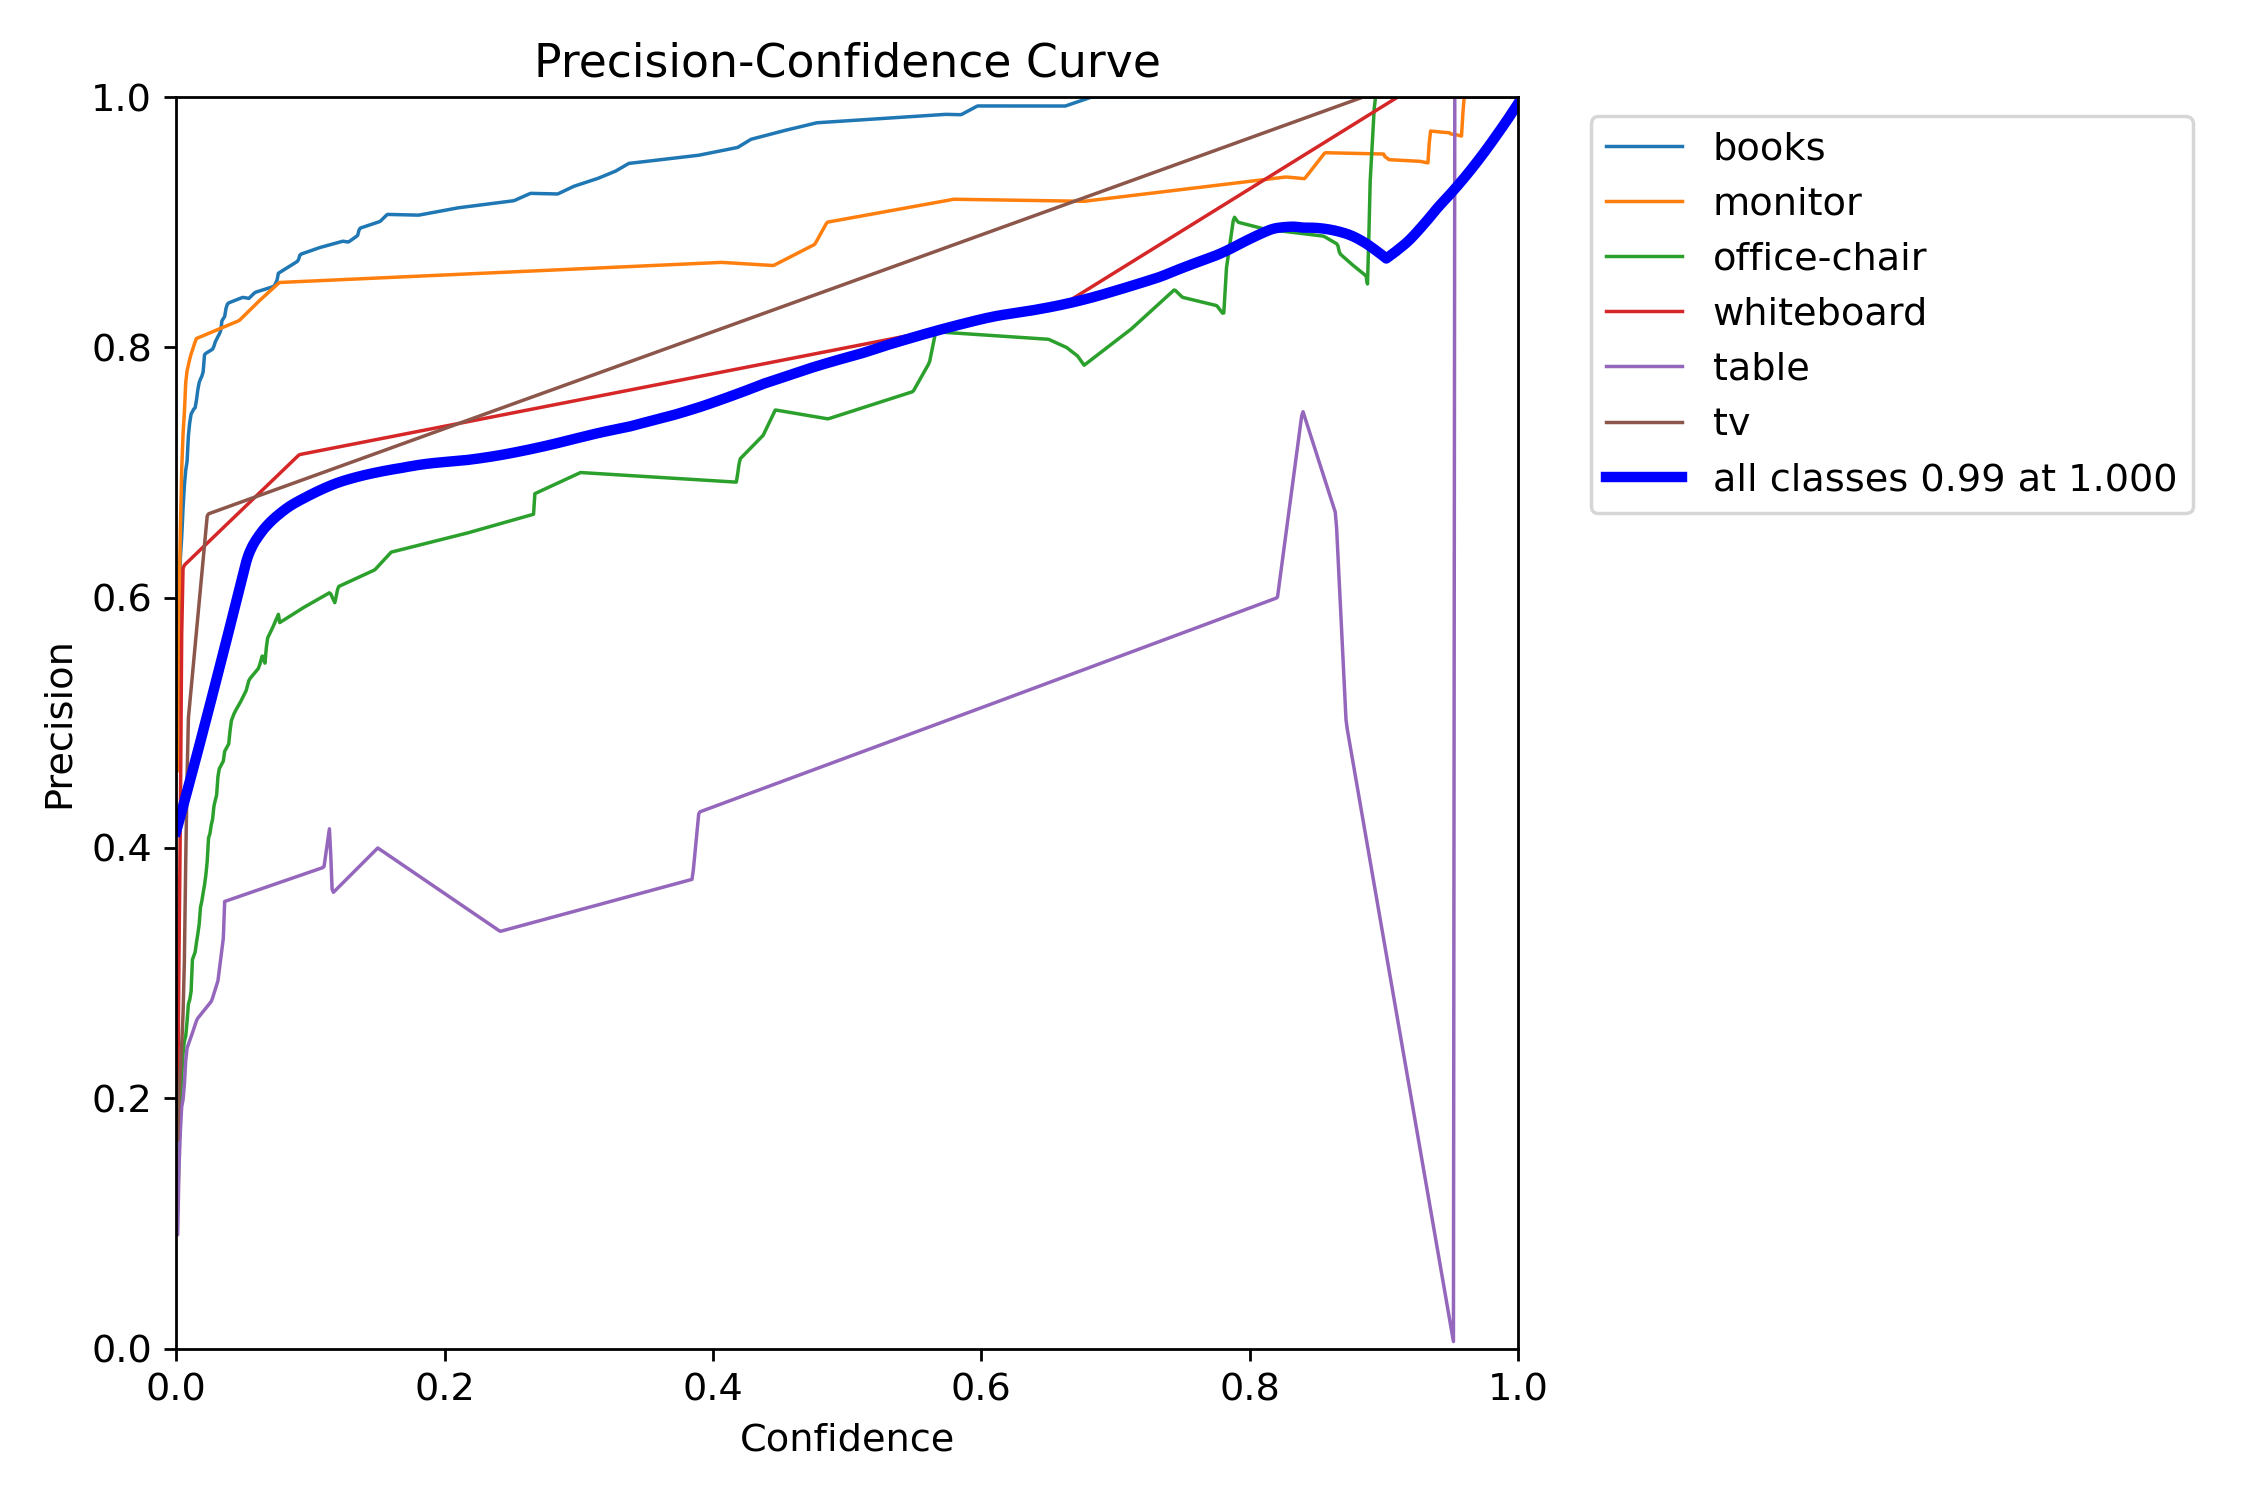 Precision-Confidence Curve
1.0
0.8
0.6
0.4
0.2
0.0
Precision
0.0 0.2 0.4 0.6 0.8 1.0
Confidence
books
monitor
office-chair
whiteboard
table
tv
all classes 0.99 at 1.000